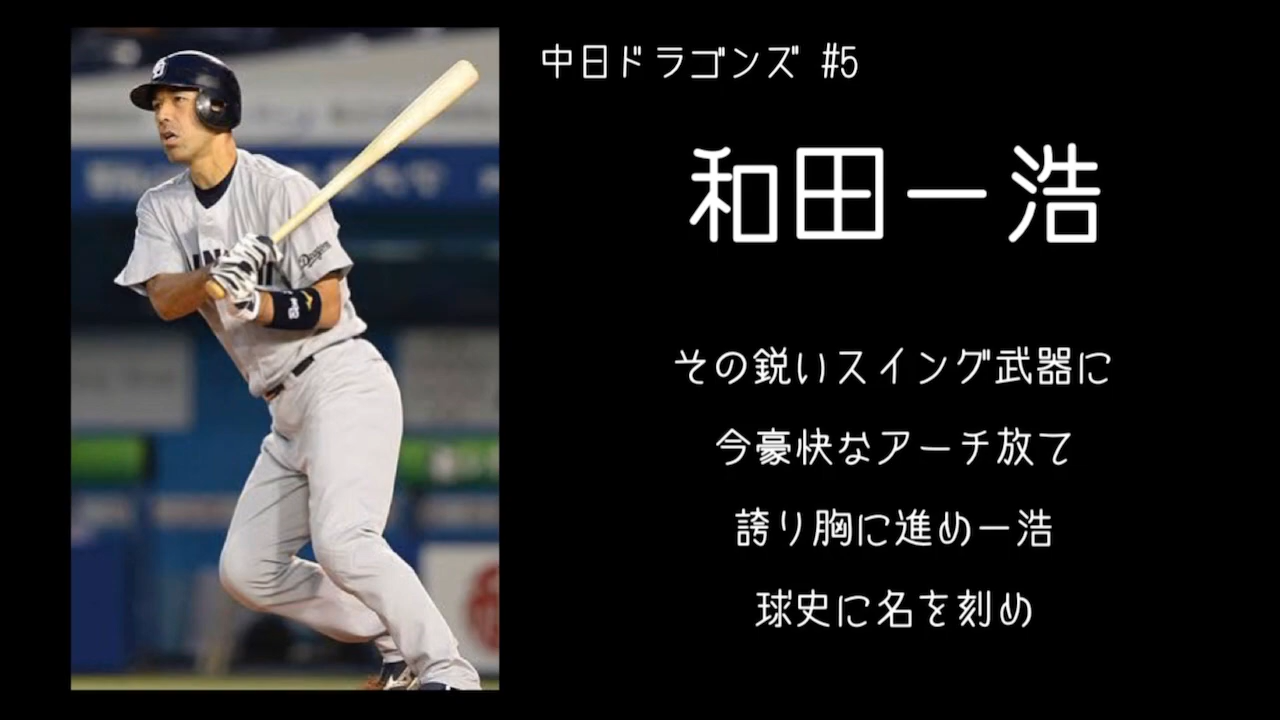 中日ドラゴンズ #5
和田一浩
その鋭いスイング武器に
今豪快なアーチ放て
誇り胸に進め一浩
球史に名を刻め
Dragons